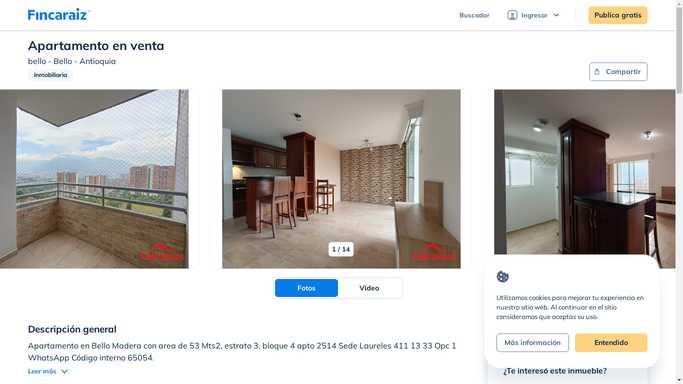 Fincaraiz
Buscador
Ingresar
Publica gratis
Apartamento en venta
bello - Bello - Antioquia
Inmobiliaria
Compartir
1 / 14
Fotos
Video
Descripción general
Apartamento en Bello Madera con area de 53 Mts2, estrato 3, bloque 4 apto 2514 Sede Laureles 411 13 33 Opc 1
WhatsApp Código interno 65054.
Leer más
Utilizamos cookies para mejorar tu experiencia en
nuestro sitio web. Al continuar en el sitio
consideramos que aceptas su uso.
Más información
Entendido
¿Te interesó este inmueble?